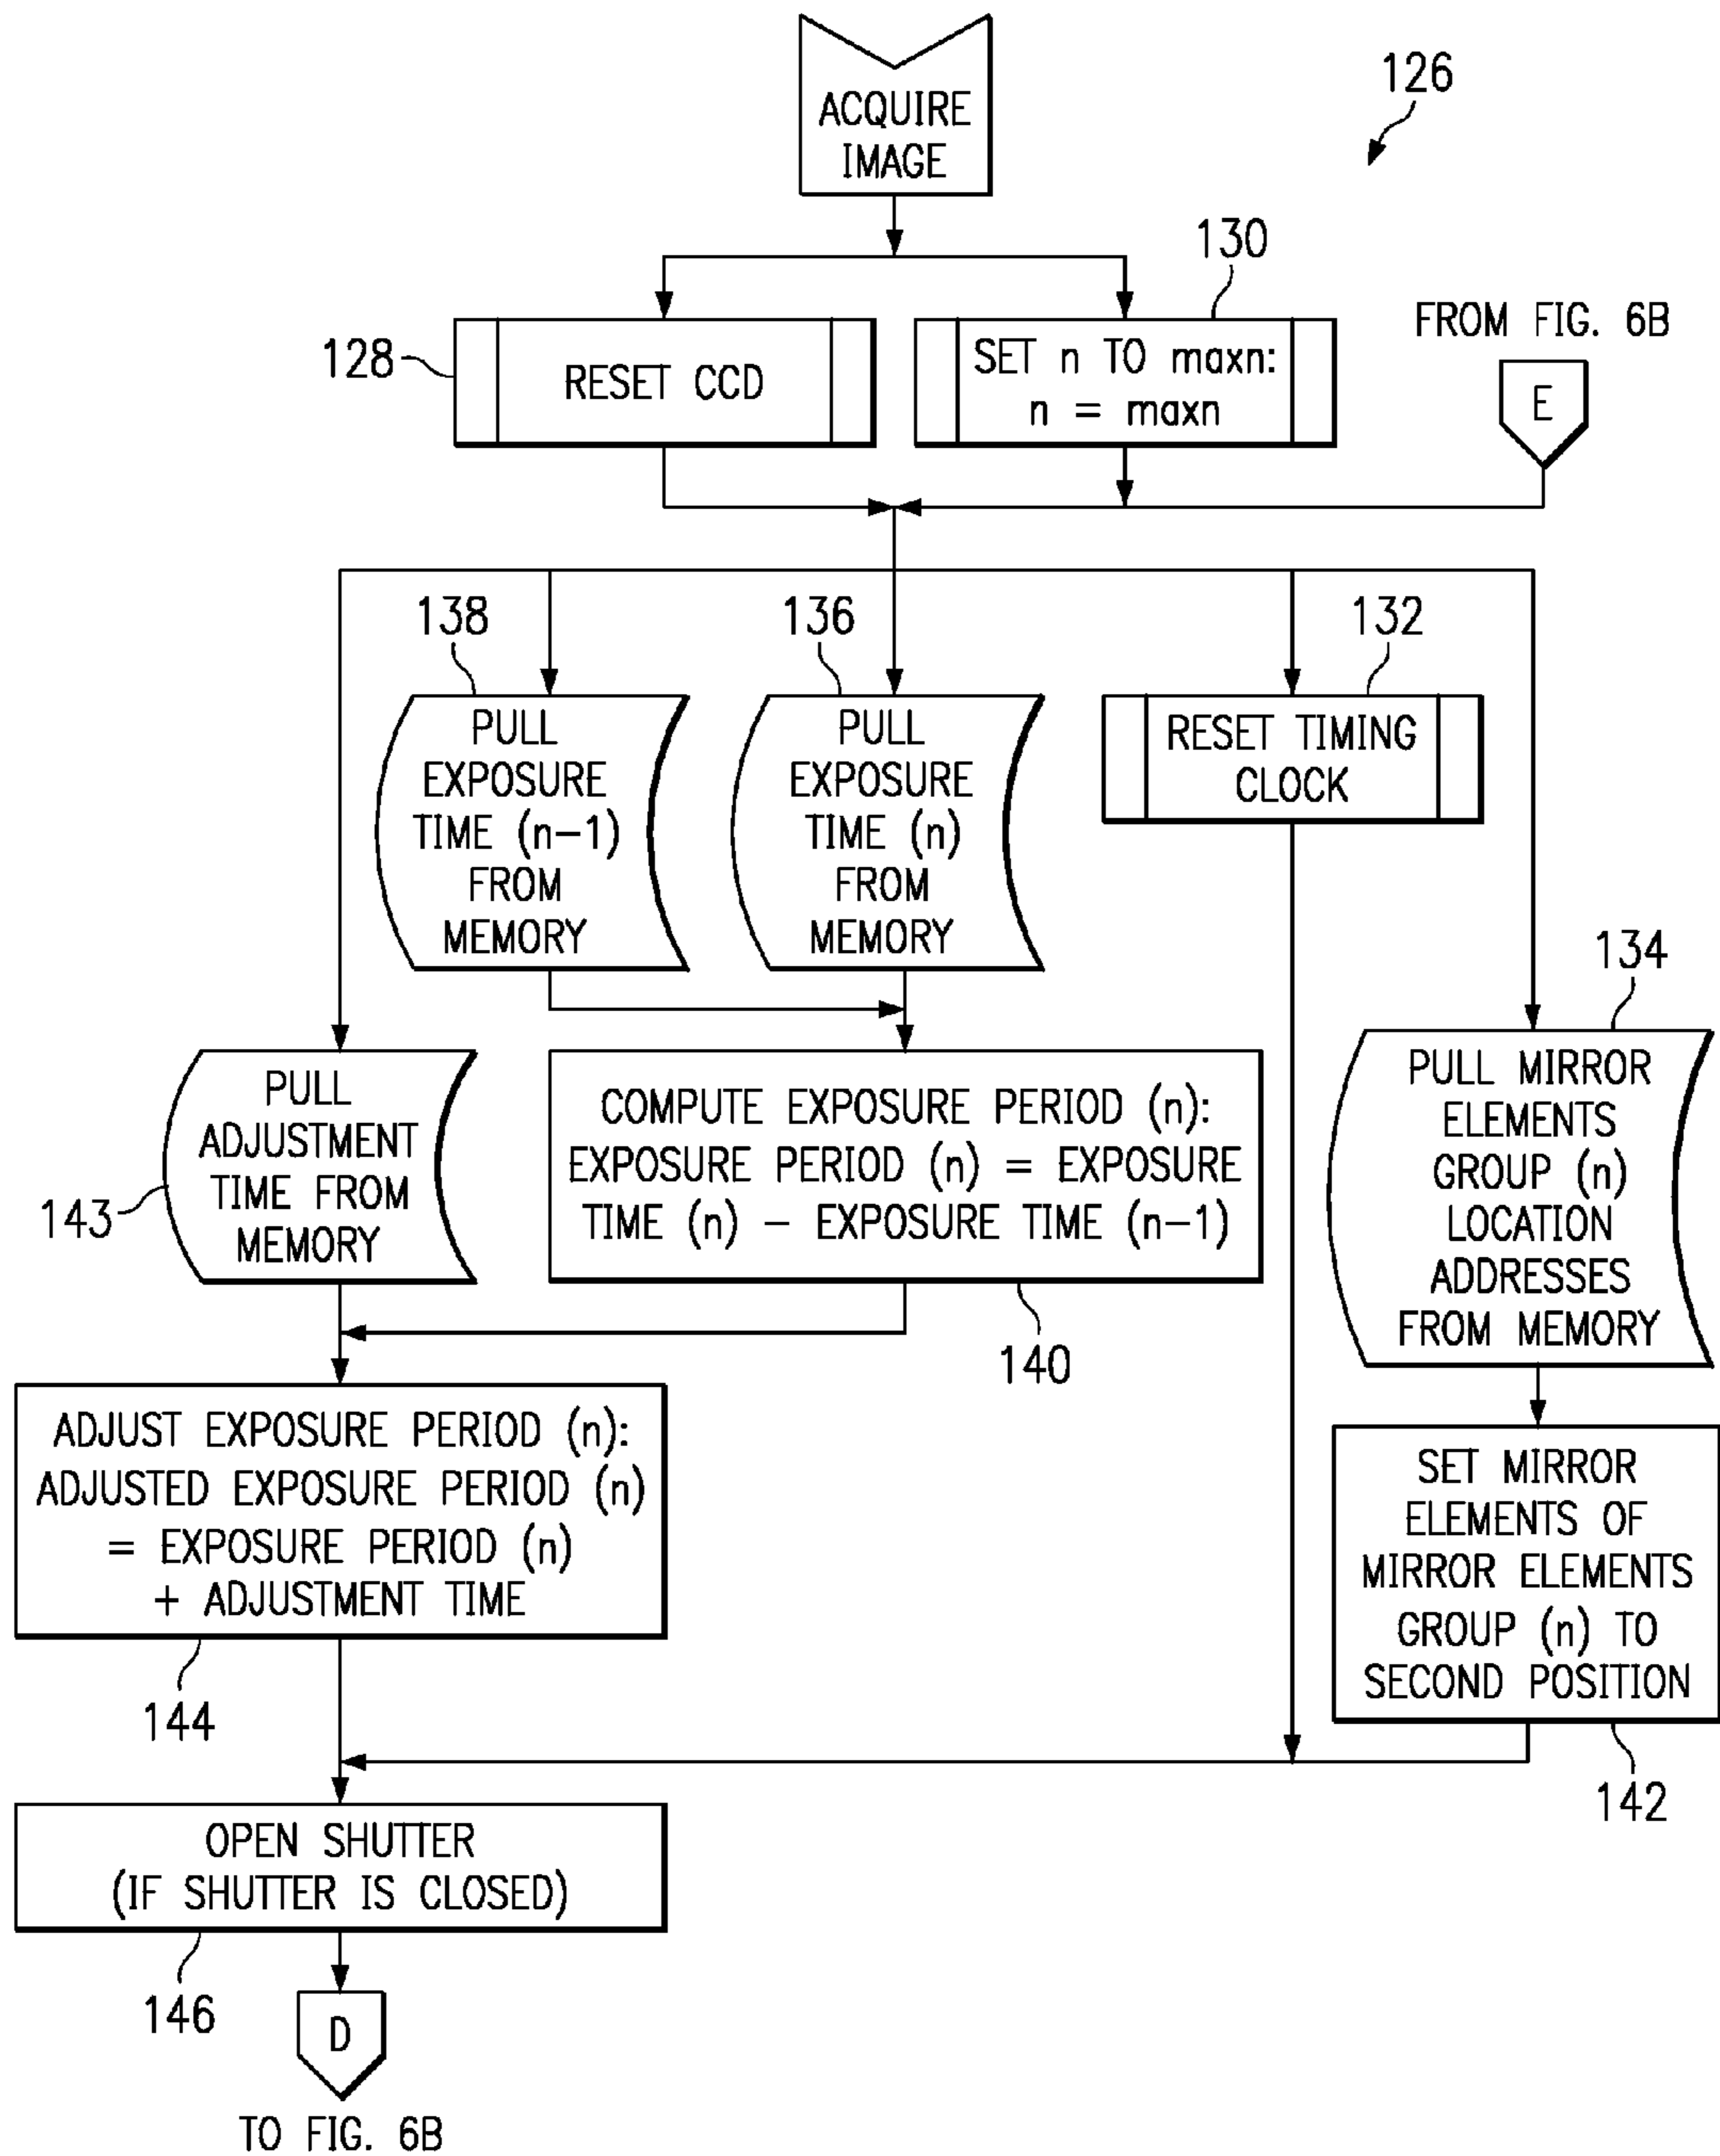 ACQUIRE
IMAGE
126
130
128
RESET CCD
SET n TO maxn:
n = maxn
FROM FIG. 6B
E
138
136
132
PULL
EXPOSURE
TIME (n-1)
FROM
MEMORY
PULL
EXPOSURE
TIME (n)
FROM
MEMORY
RESET TIMING
CLOCK
134
PULL
ADJUSTMENT
TIME FROM
MEMORY
143
COMPUTE EXPOSURE PERIOD (n):
EXPOSURE PERIOD (n) = EXPOSURE
TIME (n) - EXPOSURE TIME (n-1)
140
PULL MIRROR
ELEMENTS
GROUP (n)
LOCATION
ADDRESSES
FROM MEMORY
ADJUST EXPOSURE PERIOD (n):
ADJUSTED EXPOSURE PERIOD (n)
= EXPOSURE PERIOD (n)
+ ADJUSTMENT TIME
144
SET MIRROR
ELEMENTS OF
MIRROR ELEMENTS
GROUP (n) TO
SECOND POSITION
142
OPEN SHUTTER
(IF SHUTTER IS CLOSED)
146
D
TO FIG. 6B